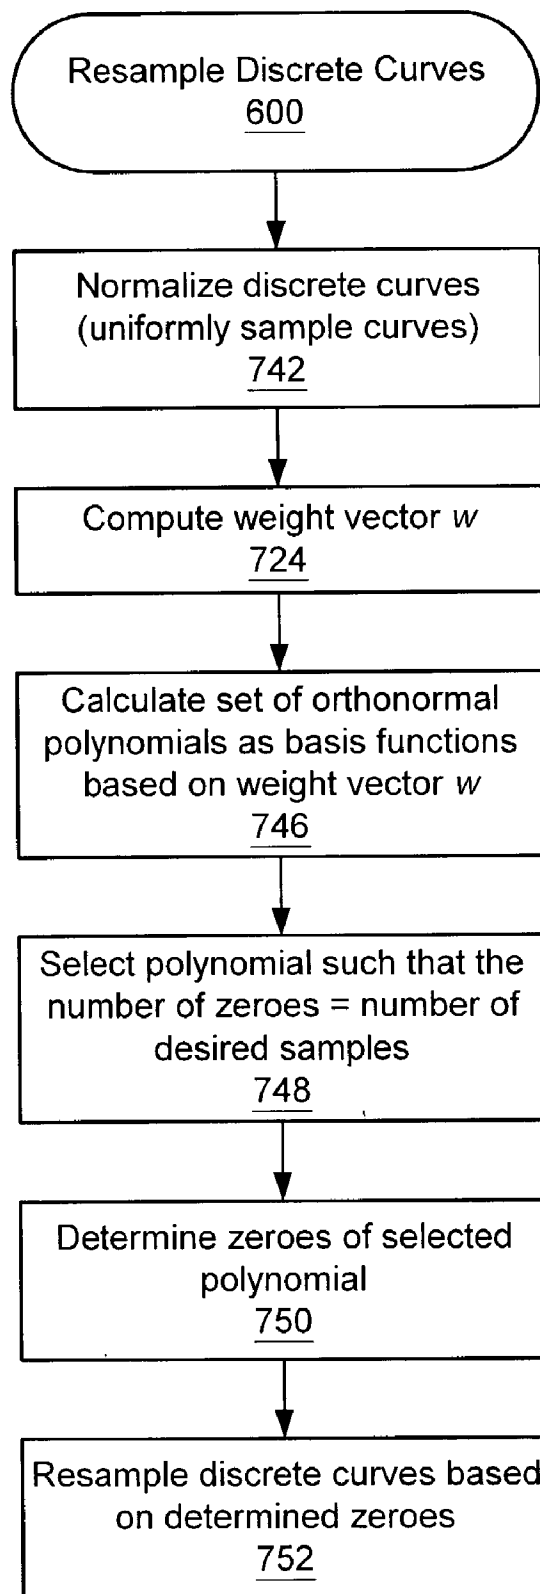 Resample Discrete Curves
600
Normalize discrete curves
(uniformly sample curves)
742
Compute weight vector w
724
Calculate set of orthonormal
polynomials as basis functions
based on weight vector w
746
Select polynomial such that the
number of zeroes = number of
desired samples
748
Determine zeroes of selected
polynomial
750
Resample discrete curves based
on determined zeroes
752